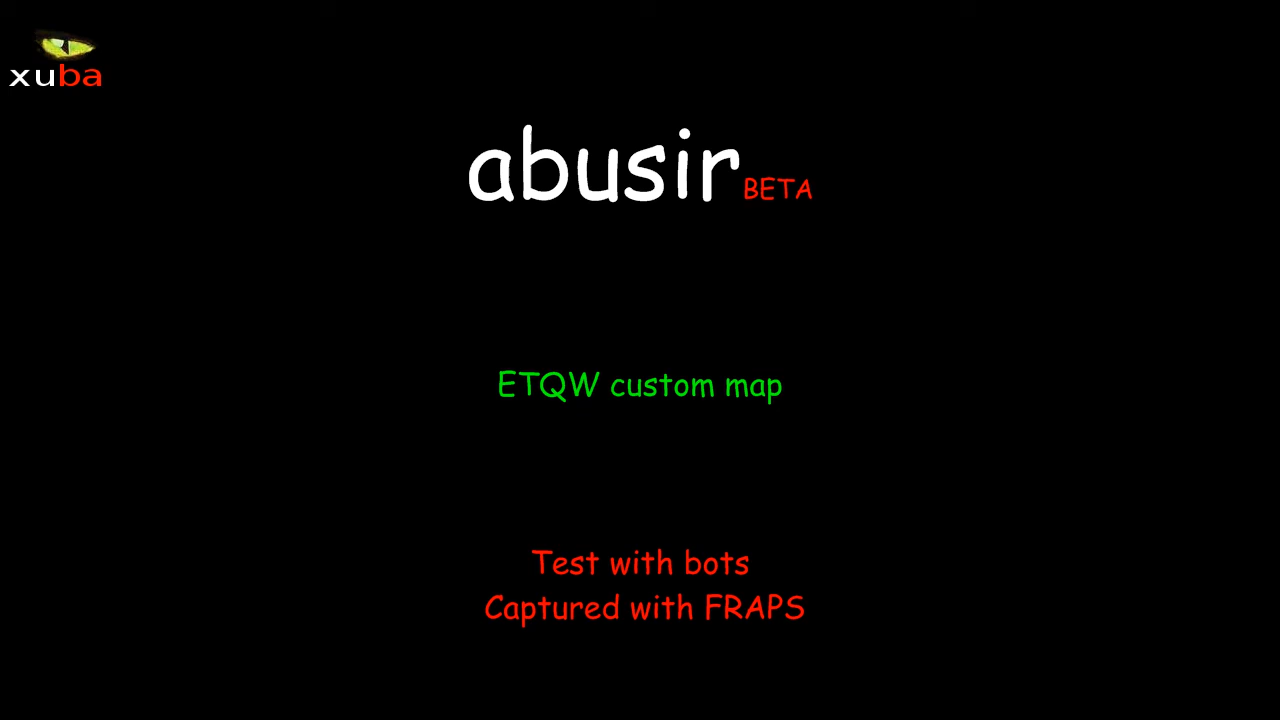 xuba
abusir BETA
ETQW custom map
Test with bots
Captured with FRAPS